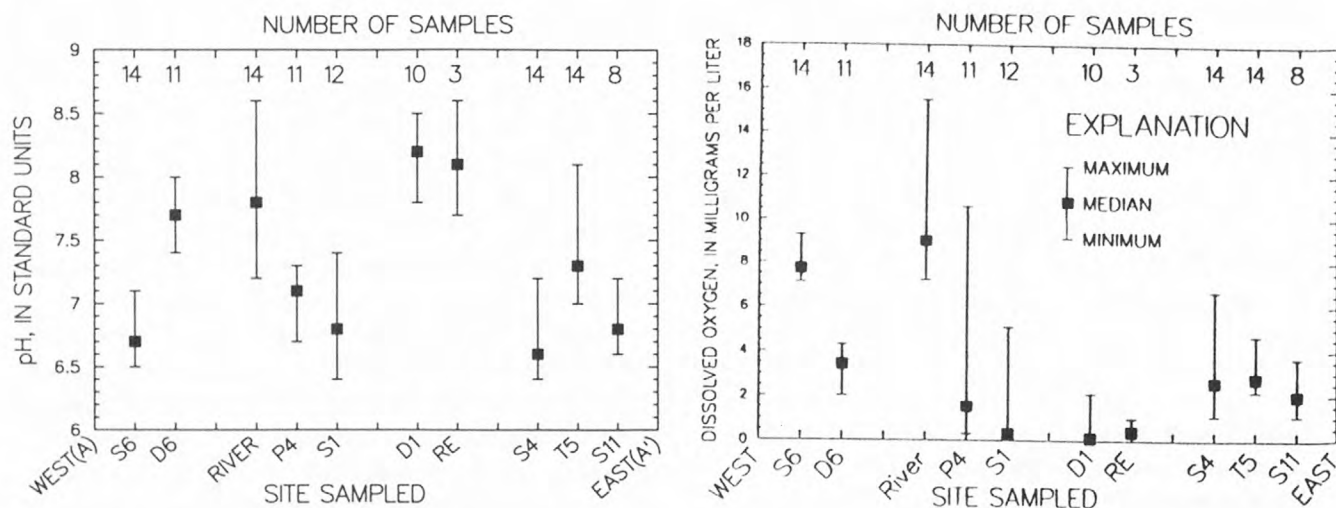 NUMBER OF SAMPLES
9
14 11 14 11 12 10 3 14 14 8
8.5
8
7.5
7
6.5
6
pH, IN STANDARD UNITS
WEST(A) S6 D6 RIVER P4 S1 D1 RE S4 T5 S11 EAST(A')
SITE SAMPLED
NUMBER OF SAMPLES
18
14 11 14 11 12 10 3 14 14 8
16
14
12
10
8
6
4
2
0
DISSOLVED OXYGEN, IN MILLIGRAMS PER LITER
EXPLANATION
MAXIMUM
MEDIAN
MINIMUM
WEST S6 D6 River P4 S1 D1 RE S4 T5 S11 EAST
SITE SAMPLED